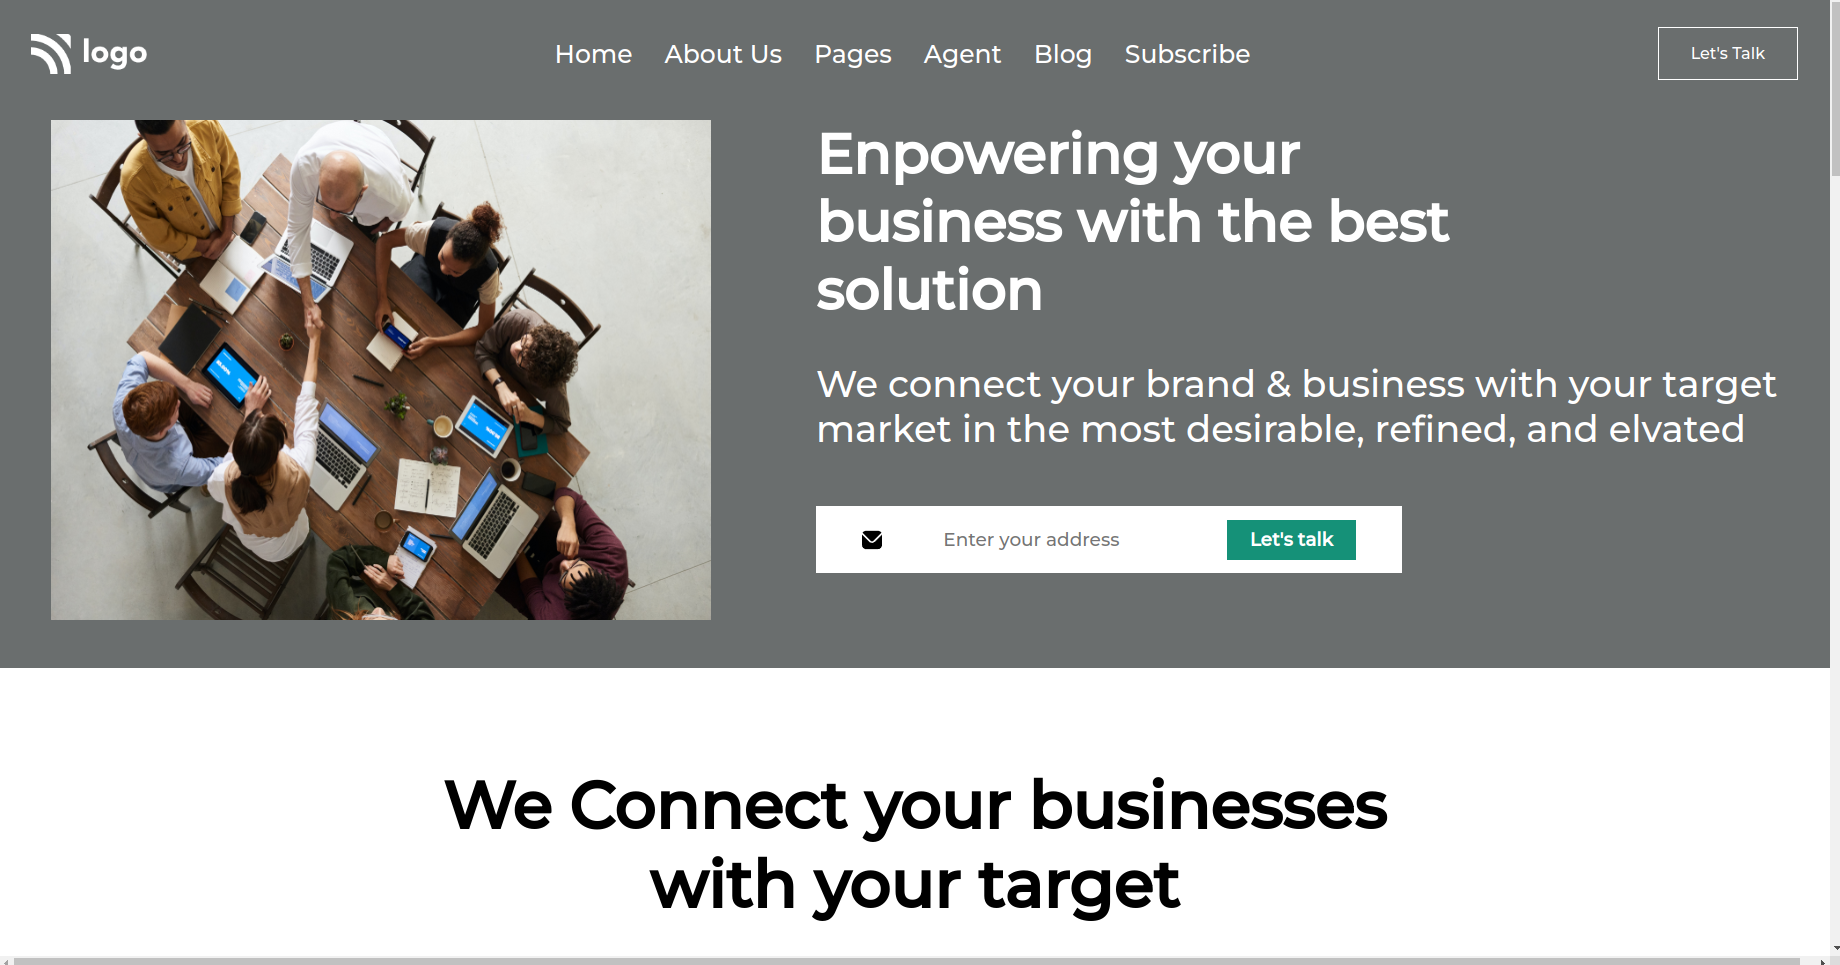 logo
Home About Us Pages Agent Blog Subscribe
Let's Talk
Enpowering your
business with the best
solution
We connect your brand & business with your target
market in the most desirable, refined, and elvated
Enter your address
Let's talk
We Connect your businesses
with your target